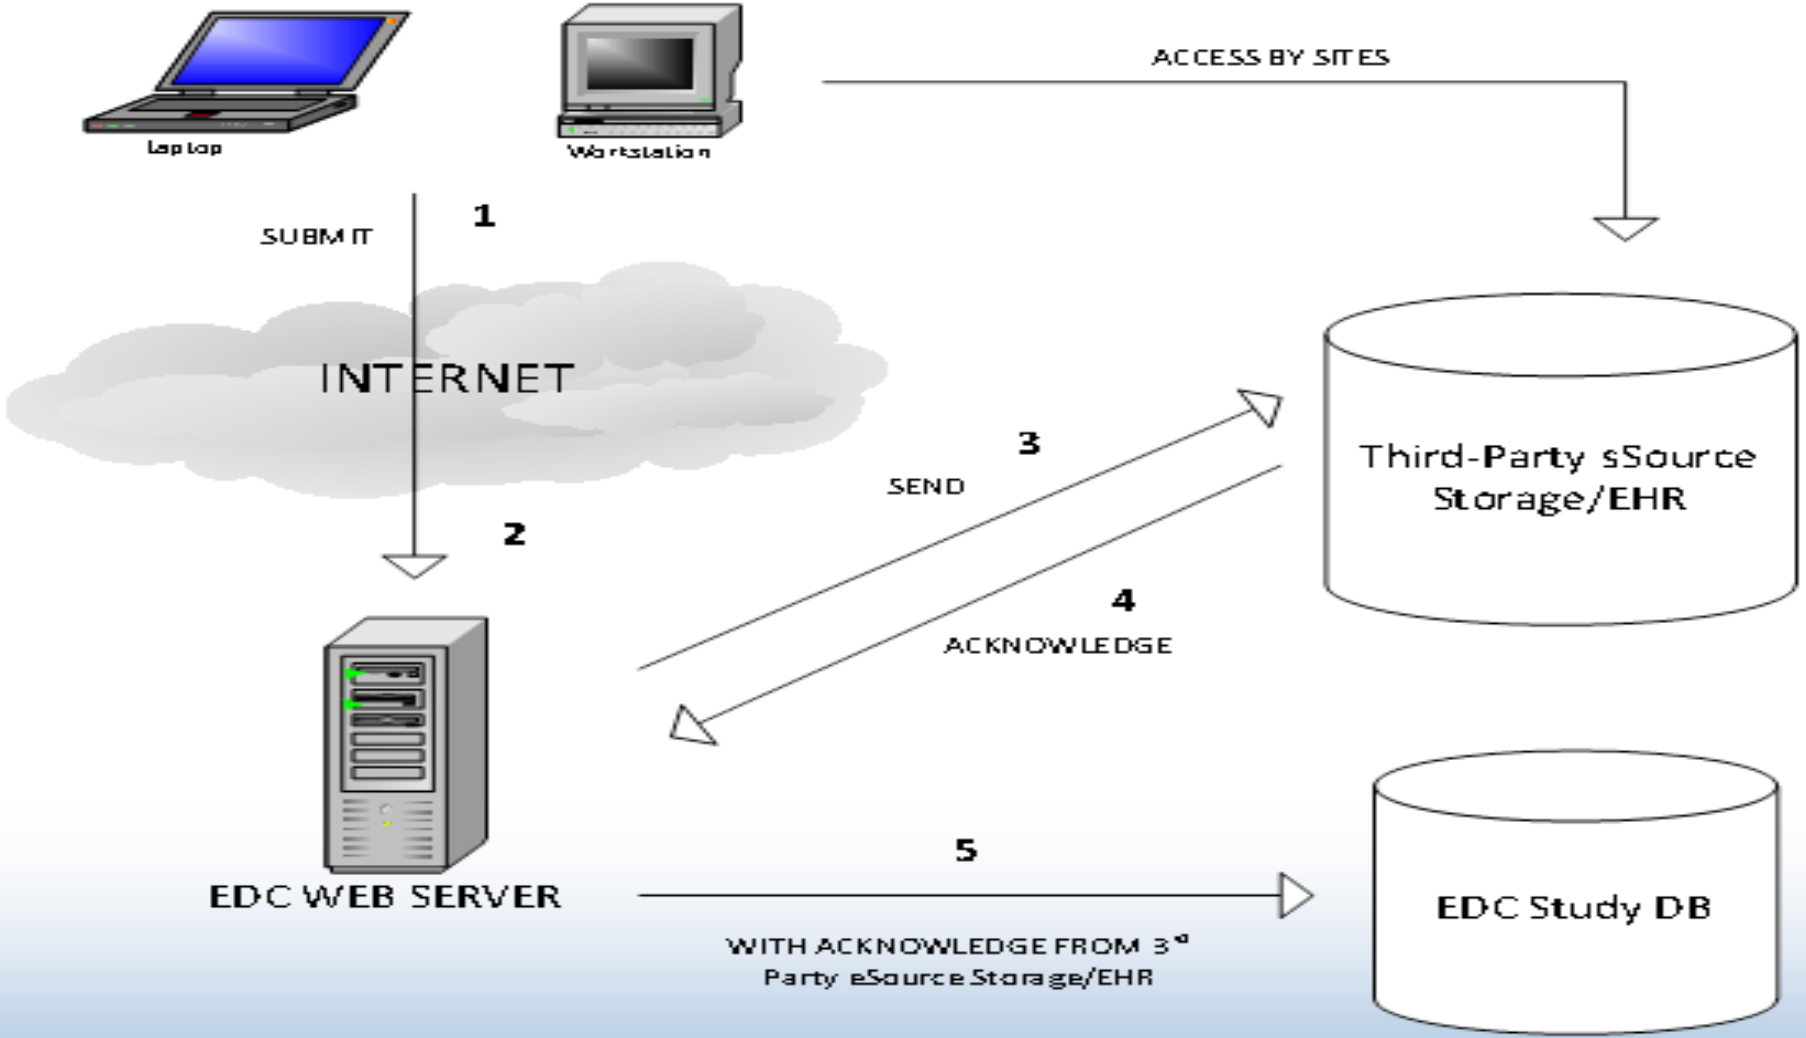 ACCESS BY SITES
Laptop
Workstation
1
SUBMIT
INTERNET
3
SEND
Third-Party sSource
Storage/EHR
2
4
ACKNOWLEDGE
5
EDC WEB SERVER
EDC Study DB
WITH ACKNOWLEDGE FROM 3rd
Party eSource Storage/EHR